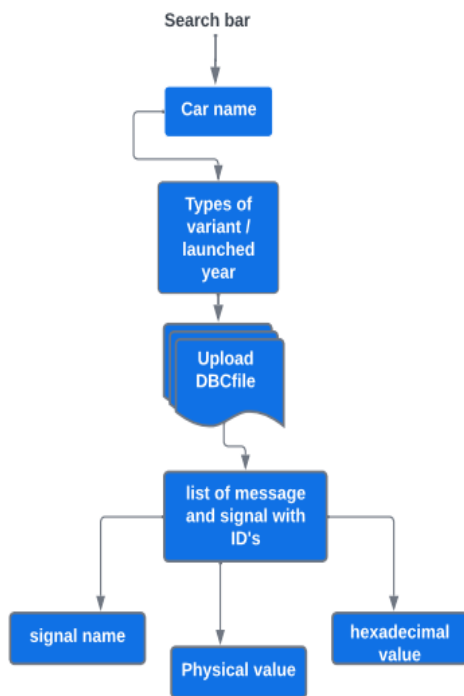 Search bar
Car name
Types of
variant /
launched
year
Upload
DBCfile
list of message
and signal with
ID's
signal name
Physical value
hexadecimal
value